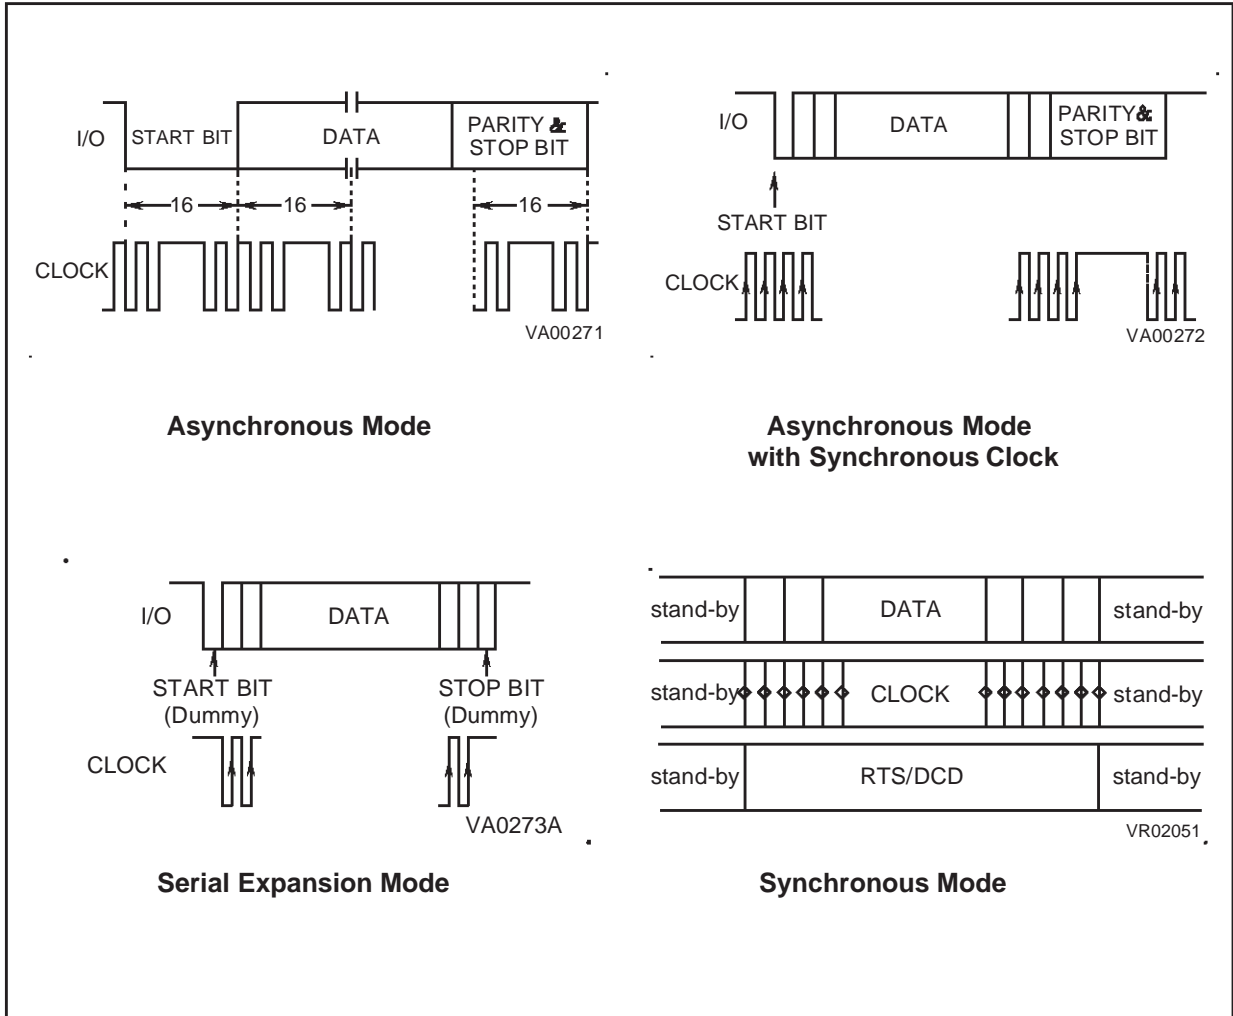 I/O
START BIT
DATA
PARITY &
STOP BIT
16
16
16
CLOCK
VA00271
Asynchronous Mode
I/O
DATA
PARITY&
STOP BIT
START BIT
CLOCK
VA00272
Asynchronous Mode
with Synchronous Clock
I/O
DATA
START BIT
(Dummy)
STOP BIT
(Dummy)
CLOCK
VA0273A
Serial Expansion Mode
stand-by
DATA
stand-by
stand-by
CLOCK
stand-by
stand-by
RTS/DCD
stand-by
VR02051
Synchronous Mode